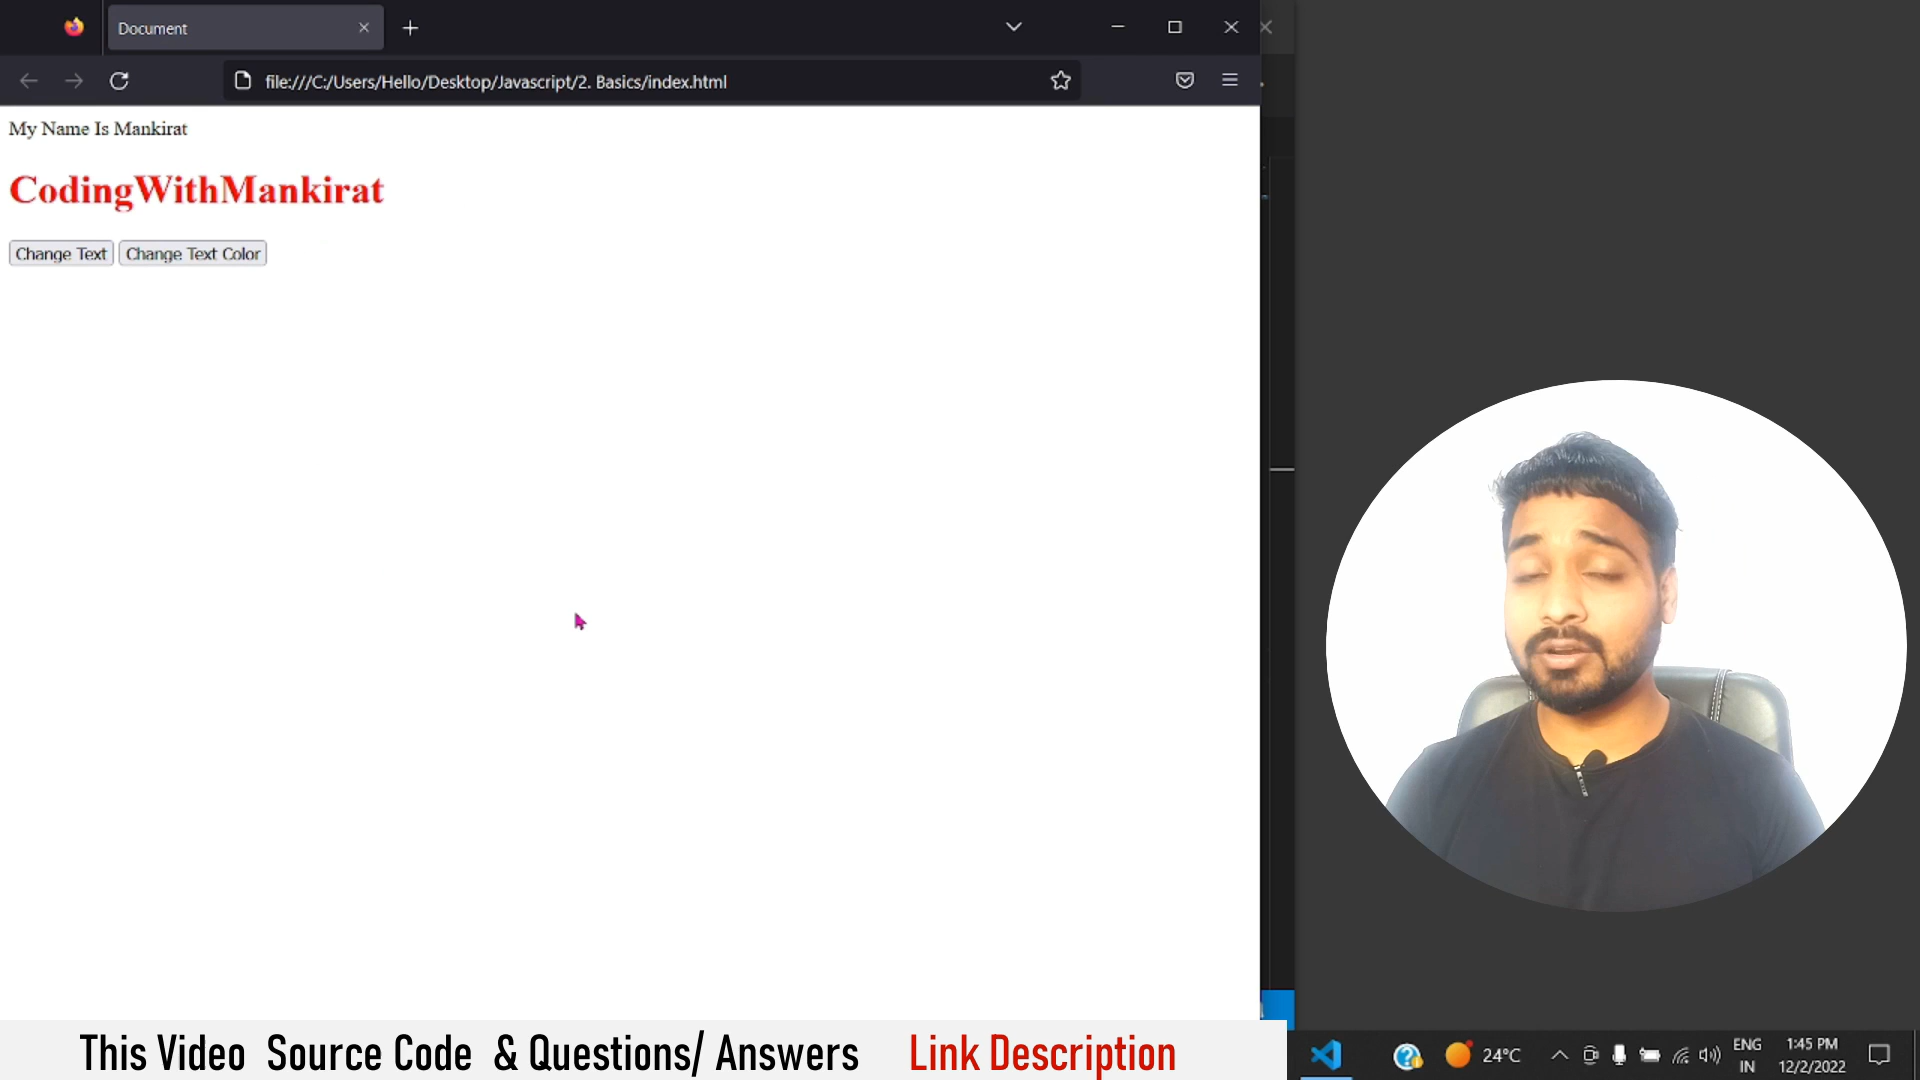 Document
file:///C:/Users/Hello/Desktop/Javascript/2. Basics/index.html
My Name Is Mankirat
CodingWithMankirat
Change Text Change Text Color
This Video Source Code & Questions/ Answers Link Description
24°C
ENG
IN
1:45 PM
12/2/2022